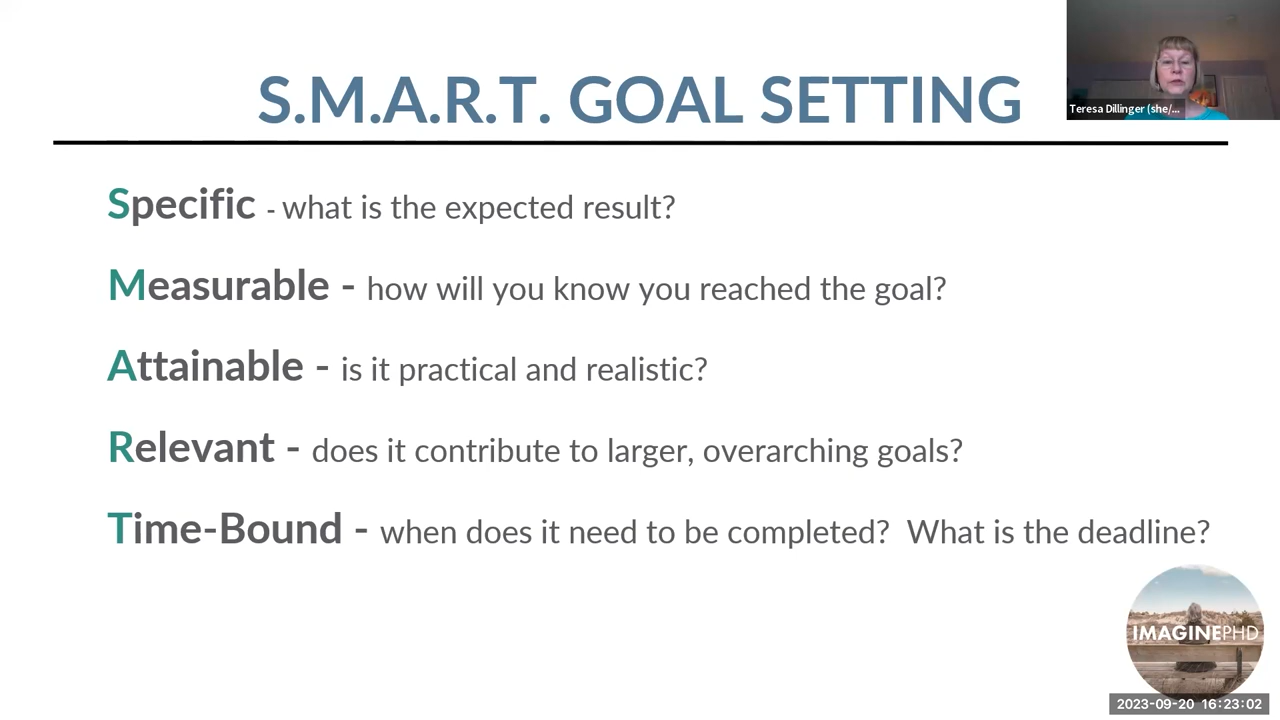 S.M.A.R.T. GOAL SETTING
Teresa Dillinger (she/...
Specific - what is the expected result?
Measurable - how will you know you reached the goal?
Attainable - is it practical and realistic?
Relevant - does it contribute to larger, overarching goals?
Time-Bound - when does it need to be completed?  What is the deadline?
IMAGINEPHD
2023-09-20 16:23:02